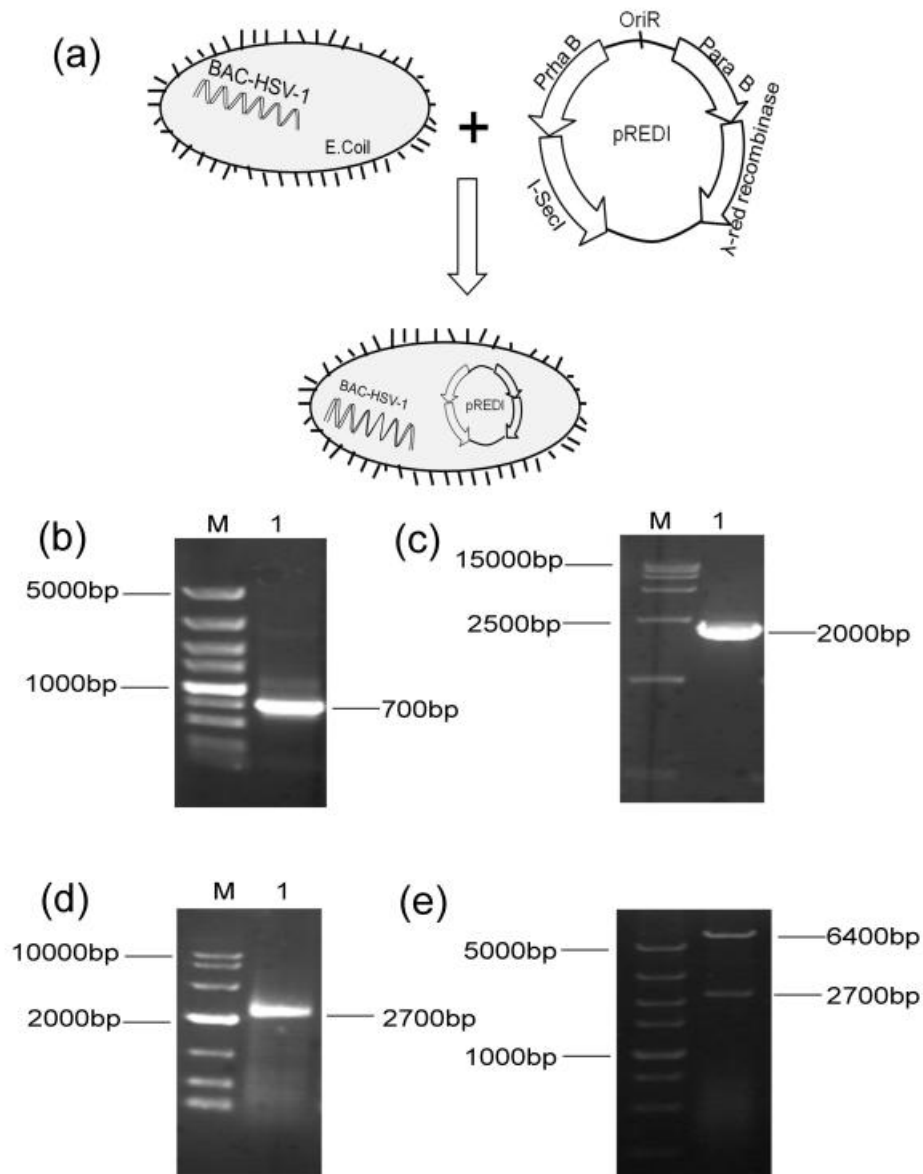 (a)
BAC-HSV-1
E.Coil
+
OriR
Prha B
Para B
pREDI
I-SecI
γ-red recombinase
BAC-HSV-1
pREDI
(b)
M 1
5000bp
1000bp
700bp
(c)
M 1
15000bp
2500bp
2000bp
(d)
M 1
10000bp
2000bp
2700bp
(e)
5000bp
6400bp
2700bp
1000bp